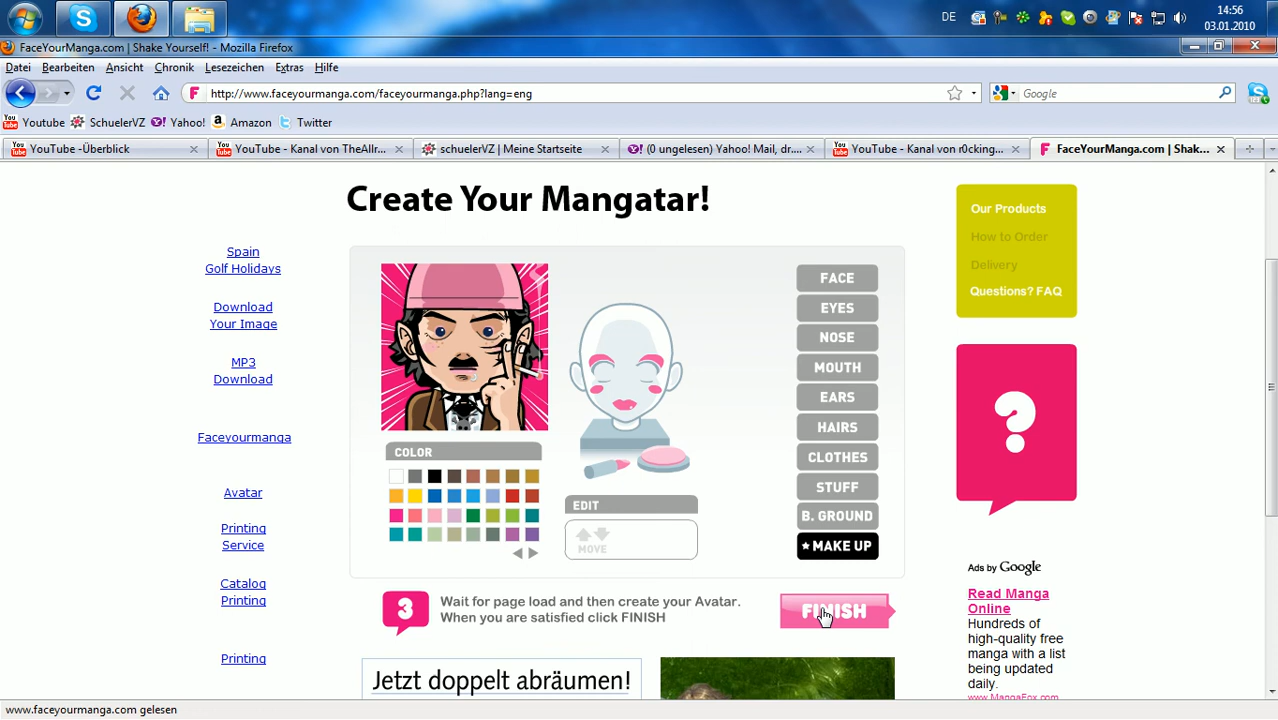 DE
14:56
03.01.2010
FaceYourManga.com | Shake Yourself! - Mozilla Firefox
Datei Bearbeiten Ansicht Chronik Lesezeichen Extras Hilfe
http://www.faceyourmanga.com/faceyourmanga.php?lang=eng
Google
Youtube SchuelerVZ Yahoo! Amazon Twitter
YouTube -Überblick
YouTube - Kanal von TheAllr...
schuelerVZ | Meine Startseite
(0 ungelesen) Yahoo! Mail, dr....
YouTube - Kanal von r0cking...
FaceYourManga.com | Shak...
Create Your Mangatar!
Spain
Golf Holidays
Download
Your Image
MP3
Download
Faceyourmanga
Avatar
Printing
Service
Catalog
Printing
Printing
COLOR
EDIT
MOVE
FACE
EYES
NOSE
MOUTH
EARS
HAIRS
CLOTHES
STUFF
B. GROUND
MAKE UP
3
Wait for page load and then create your Avatar.
When you are satisfied click FINISH
FINISH
Jetzt doppelt abräumen!
Our Products
How to Order
Delivery
Questions? FAQ
?
Ads by Google
Read Manga
Online
Hundreds of
high-quality free
manga with a list
being updated
daily.
www.MangaFox.com
www.faceyourmanga.com gelesen